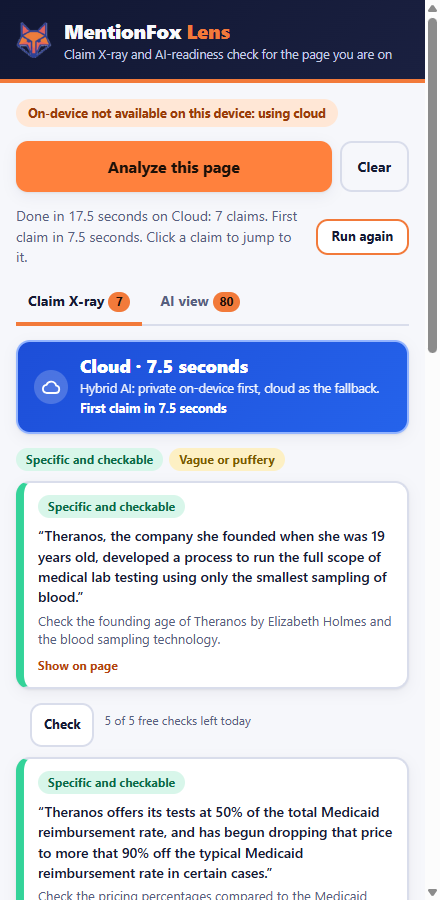 MentionFox Lens
Claim X-ray and AI-readiness check for the page you are on
On-device not available on this device: using cloud
Analyze this page
Clear
Done in 17.5 seconds on Cloud: 7 claims. First
claim in 7.5 seconds. Click a claim to jump to
it.
Run again
Claim X-ray 7
AI view 80
Cloud · 7.5 seconds
Hybrid AI: private on-device first, cloud as the fallback.
First claim in 7.5 seconds
Specific and checkable
Vague or puffery
Specific and checkable
“Theranos, the company she founded when she was 19
years old, developed a process to run the full scope of
medical lab testing using only the smallest sampling of
blood.”
Check the founding age of Theranos by Elizabeth Holmes and
the blood sampling technology.
Show on page
Check
5 of 5 free checks left today
Specific and checkable
“Theranos offers its tests at 50% of the total Medicaid
reimbursement rate, and has begun dropping that price
to more that 90% off the typical Medicaid
reimbursement rate in certain cases.”
Check the pricing percentages compared to the Medicaid